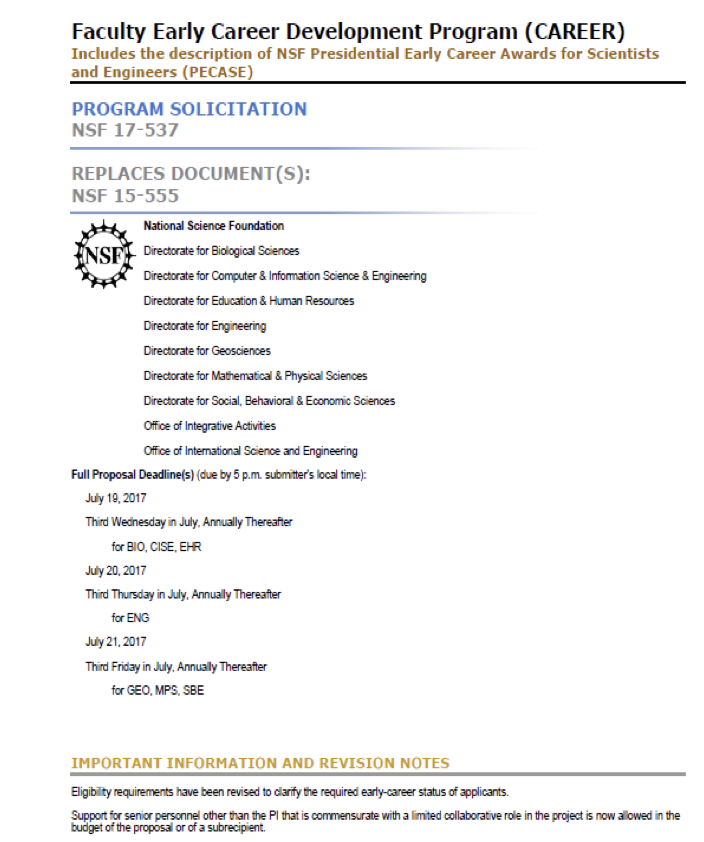 Faculty Early Career Development Program (CAREER)
Includes the description of NSF Presidential Early Career Awards for Scientists
and Engineers (PECASE)
PROGRAM SOLICITATION
NSF 17-537
REPLACES DOCUMENT(S):
NSF 15-555
NSF
National Science Foundation
Directorate for Biological Sciences
Directorate for Computer & Information Science & Engineering
Directorate for Education & Human Resources
Directorate for Engineering
Directorate for Geosciences
Directorate for Mathematical & Physical Sciences
Directorate for Social, Behavioral & Economic Sciences
Office of Integrative Activities
Office of International Science and Engineering
Full Proposal Deadline(s) (due by 5 p.m. submitter's local time):
July 19, 2017
Third Wednesday in July, Annually Thereafter
for BIO, CISE, EHR
July 20, 2017
Third Thursday in July, Annually Thereafter
for ENG
July 21, 2017
Third Friday in July, Annually Thereafter
for GEO, MPS, SBE
IMPORTANT INFORMATION AND REVISION NOTES
Eligibility requirements have been revised to clarify the required early-career status of applicants.
Support for senior personnel other than the PI that is commensurate with a limited collaborative role in the project is now allowed in the
budget of the proposal or of a subrecipient.